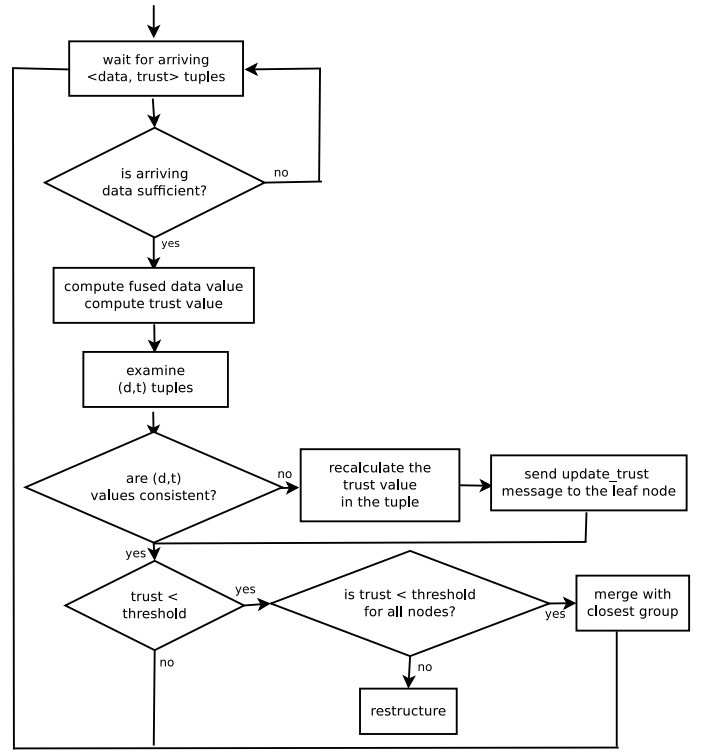 wait for arriving
<data, trust> tuples
is arriving
data sufficient?
no
yes
compute fused data value
compute trust value
examine
(d,t) tuples
are (d,t)
values consistent?
no
recalculate the
trust value
in the tuple
send update_trust
message to the leaf node
yes
trust <
threshold
yes
is trust < threshold
for all nodes?
yes
merge with
closest group
no
no
restructure